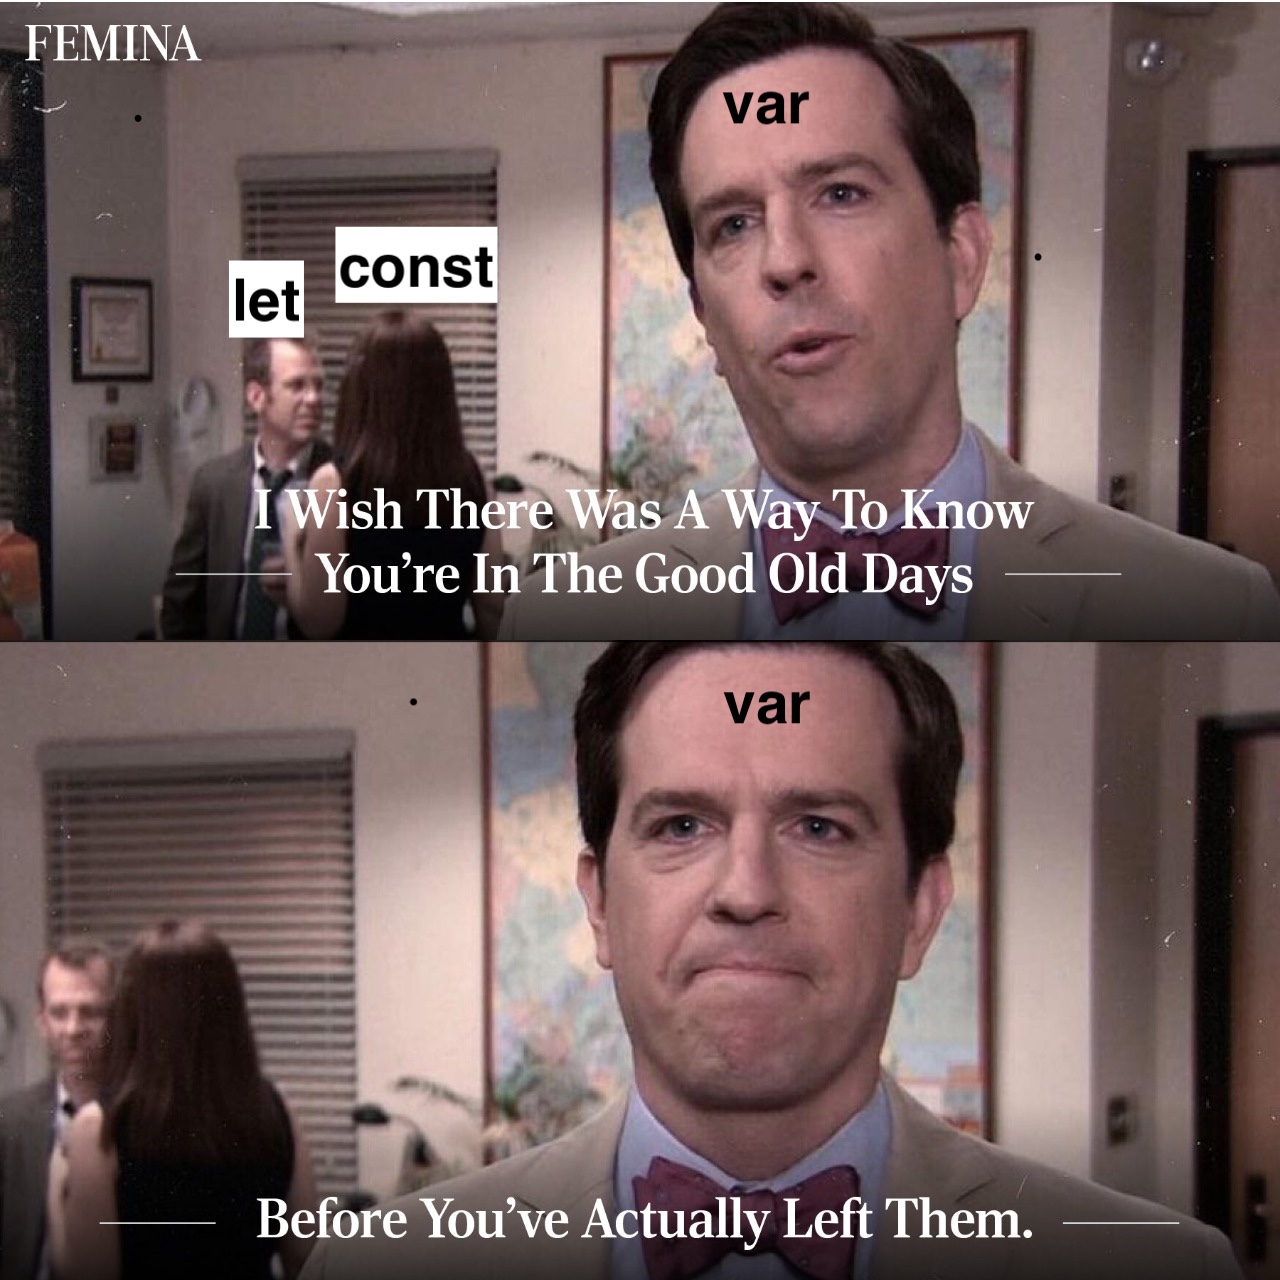 FEMINA
var
const
let
I Wish There Was A Way To Know
You're In The Good Old Days
var
Before You've Actually Left Them.